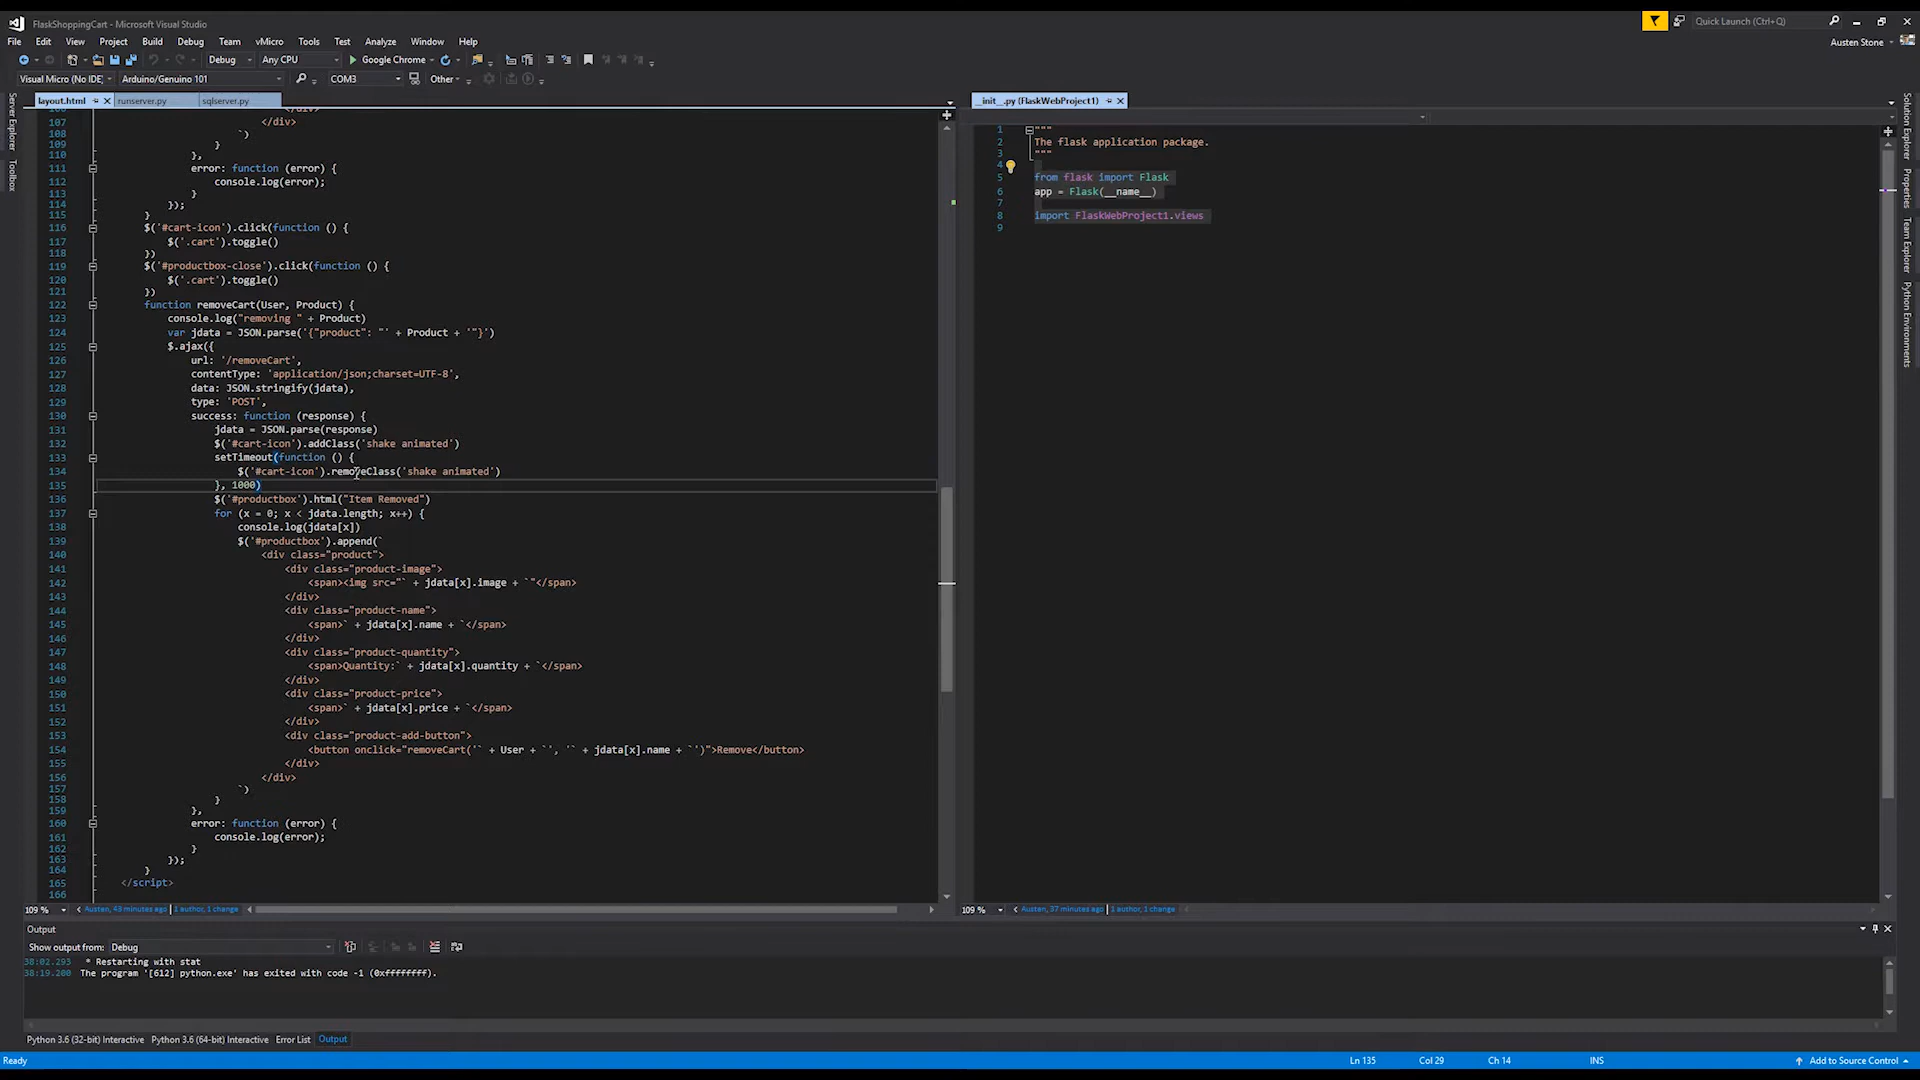 FlaskShoppingCart - Microsoft Visual Studio
Quick Launch (Ctrl+Q)
File Edit View Project Build Debug Team vMicro Tools Test Analyze Window Help
Austen Stone
Debug Any CPU Google Chrome
Visual Micro (No IDE) Arduino/Genuino 101 COM3 Other
layout.html runserver.py sqlserver.py
__init__.py (FlaskWebProject1)
Server Explorer
Toolbox
Solution Explorer
Properties
Team Explorer
Python Environments
107 </div>
108 `)
109 }
110 },
111 error: function (error) {
112 console.log(error);
113 }
114 });
115 }
116 $('#cart-icon').click(function () {
117 $('.cart').toggle()
118 })
119 $('#productbox-close').click(function () {
120 $('.cart').toggle()
121 })
122 function removeCart(User, Product) {
123 console.log("removing " + Product)
124 var jdata = JSON.parse('{"product": "' + Product + '"}')
125 $.ajax({
126 url: '/removeCart',
127 contentType: 'application/json;charset=UTF-8',
128 data: JSON.stringify(jdata),
129 type: 'POST',
130 success: function (response) {
131 jdata = JSON.parse(response)
132 $('#cart-icon').addClass('shake animated')
133 setTimeout(function () {
134 $('#cart-icon').removeClass('shake animated')
135 }, 1000)
136 $('#productbox').html("Item Removed")
137 for (x = 0; x < jdata.length; x++) {
138 console.log(jdata[x])
139 $('#productbox').append(`
140 <div class="product">
141 <div class="product-image">
142 <span><img src="` + jdata[x].image + `"</span>
143 </div>
144 <div class="product-name">
145 <span>` + jdata[x].name + `</span>
146 </div>
147 <div class="product-quantity">
148 <span>Quantity:` + jdata[x].quantity + `</span>
149 </div>
150 <div class="product-price">
151 <span>` + jdata[x].price + `</span>
152 </div>
153 <div class="product-add-button">
154 <button onclick="removeCart('` + User + `', '` + jdata[x].name + `')">Remove</button>
155 </div>
156 </div>
157 `)
158 }
159 },
160 error: function (error) {
161 console.log(error);
162 }
163 });
164 }
165 </script>
166
1 """
2 The flask application package.
3 """
4
5 from flask import Flask
6 app = Flask(__name__)
7
8 import FlaskWebProject1.views
9
109 % Austen, 43 minutes ago | 1 author, 1 change
109 % Austen, 37 minutes ago | 1 author, 1 change
Output
Show output from: Debug
38:02.293 * Restarting with stat
38:19.200 The program '[612] python.exe' has exited with code -1 (0xffffffff).
Python 3.6 (32-bit) Interactive Python 3.6 (64-bit) Interactive Error List Output
Ready Ln 135 Col 29 Ch 14 INS Add to Source Control